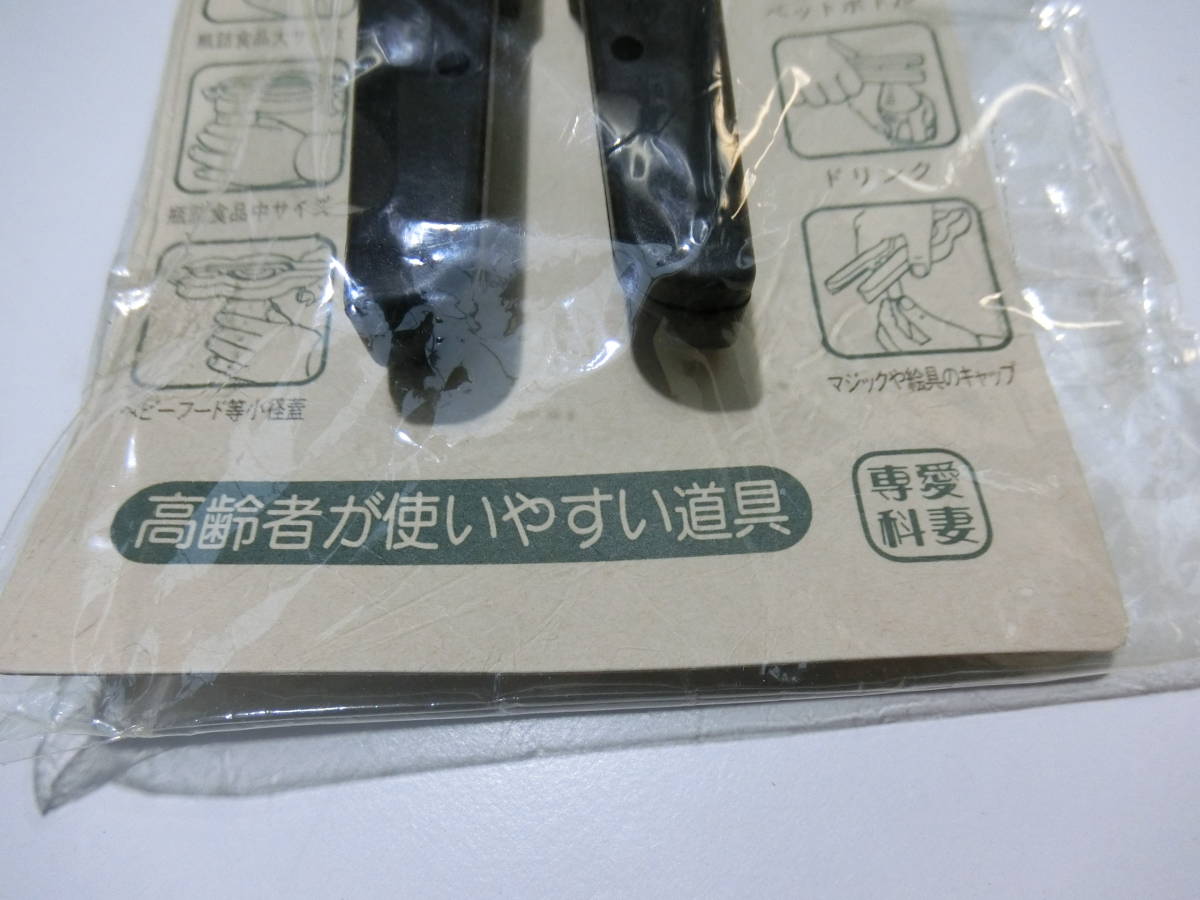 瓶詰食品大サイズ
瓶詰食品中サイズ
ベビーフード等小径蓋
ペットボトル
ドリンク
マジックや絵具のキャップ
高齢者が使いやすい道具
愛妻
専科